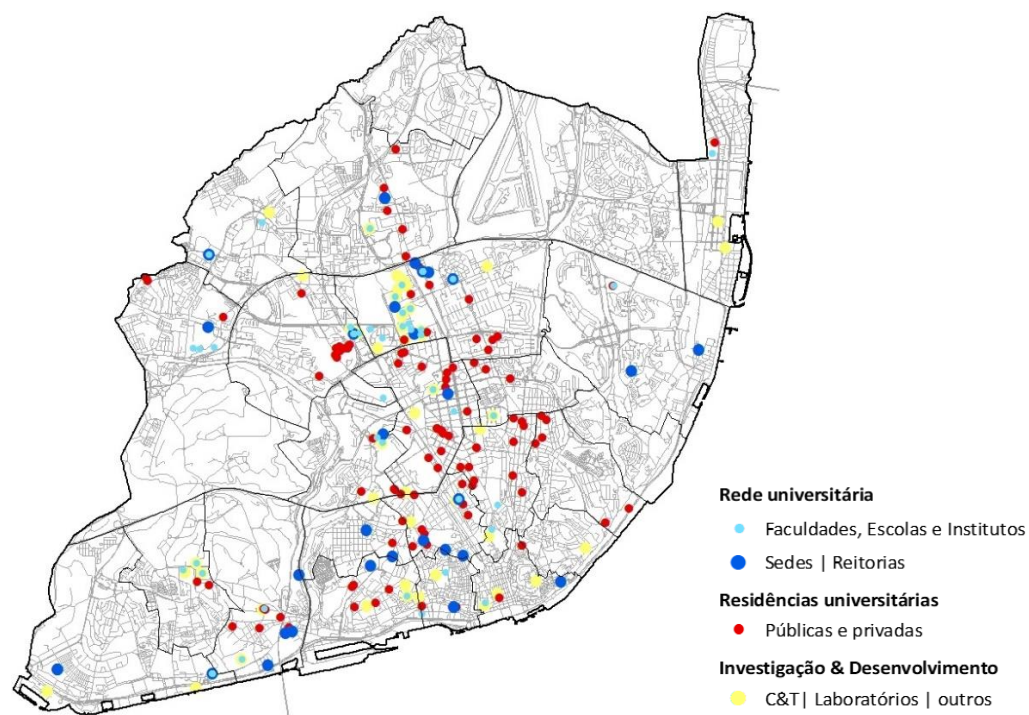 Rede universitária
Faculdades, Escolas e Institutos
Sedes | Reitorias
Residências universitárias
Públicas e privadas
Investigação & Desenvolvimento
C&T| Laboratórios | outros